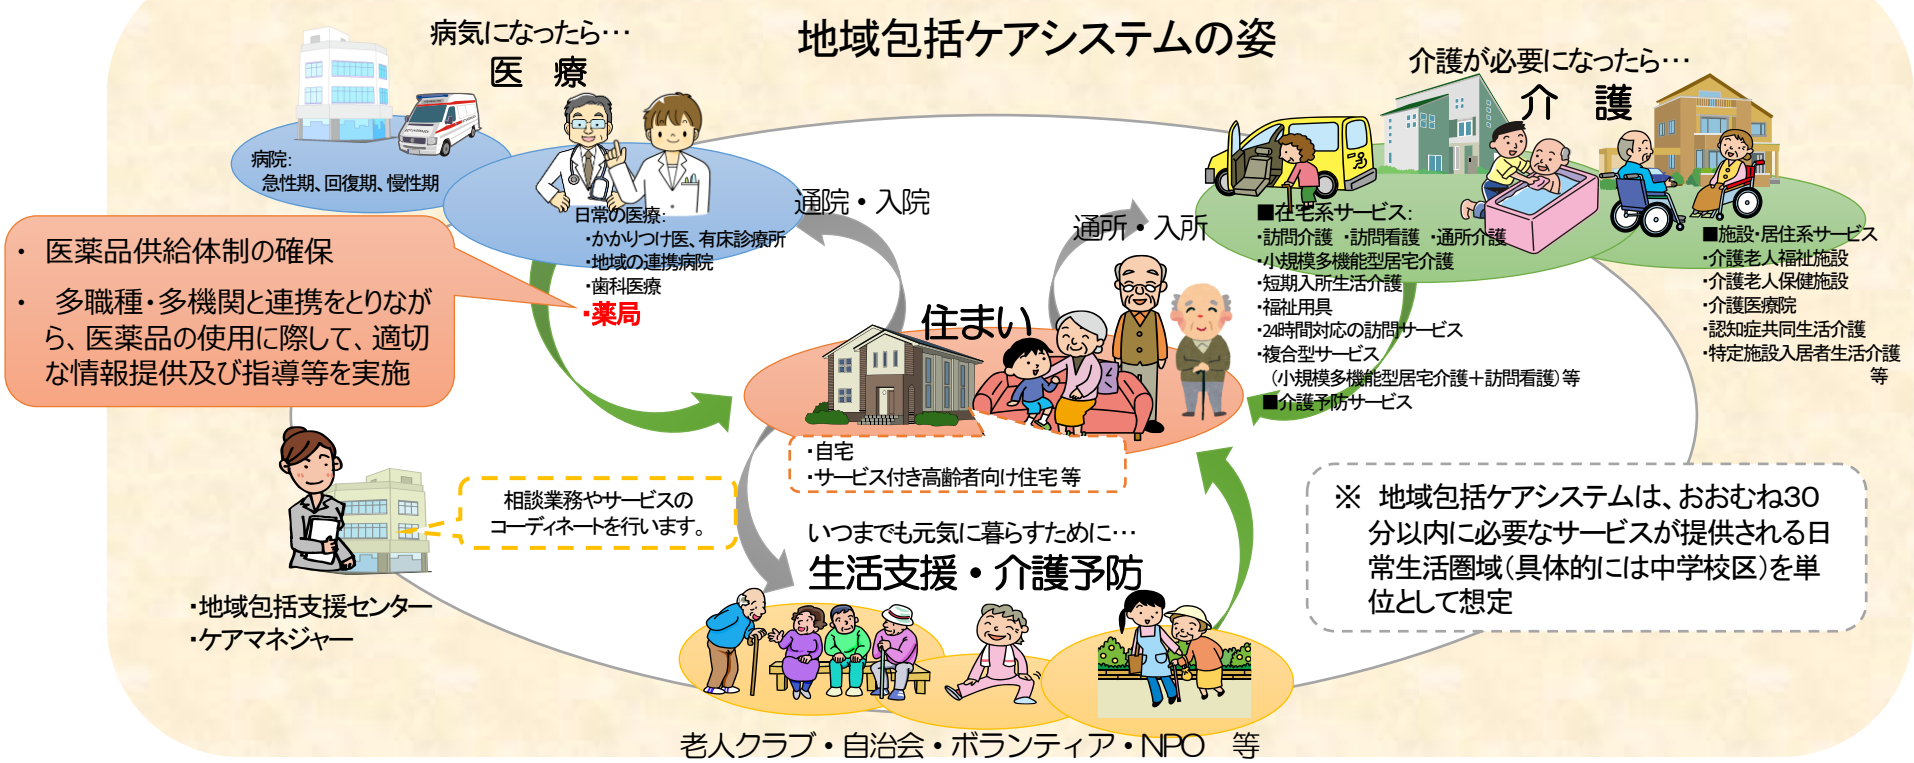 地域包括ケアシステムの姿
病気になったら…
医 療
病院:
急性期、回復期、慢性期
日常の医療:
・かかりつけ医、有床診療所
・地域の連携病院
・歯科医療
・薬局
・ 医薬品供給体制の確保
・ 多職種・多機関と連携をとりなが
ら、医薬品の使用に際して、適切
な情報提供及び指導等を実施
通院・入院
通所・入所
介護が必要になったら…
介 護
■在宅系サービス:
・訪問介護 ・訪問看護 ・通所介護
・小規模多機能型居宅介護
・短期入所生活介護
・福祉用具
・24時間対応の訪問サービス
・複合型サービス
(小規模多機能型居宅介護+訪問看護)等
■介護予防サービス
■施設・居住系サービス
・介護老人福祉施設
・介護老人保健施設
・介護医療院
・認知症共同生活介護
・特定施設入居者生活介護
等
住まい
・自宅
・サービス付き高齢者向け住宅 等
相談業務やサービスの
コーディネートを行います。
・地域包括支援センター
・ケアマネジャー
いつまでも元気に暮らすために…
生活支援・介護予防
老人クラブ・自治会・ボランティア・NPO 等
※ 地域包括ケアシステムは、おおむね30
分以内に必要なサービスが提供される日
常生活圏域(具体的には中学校区)を単
位として想定